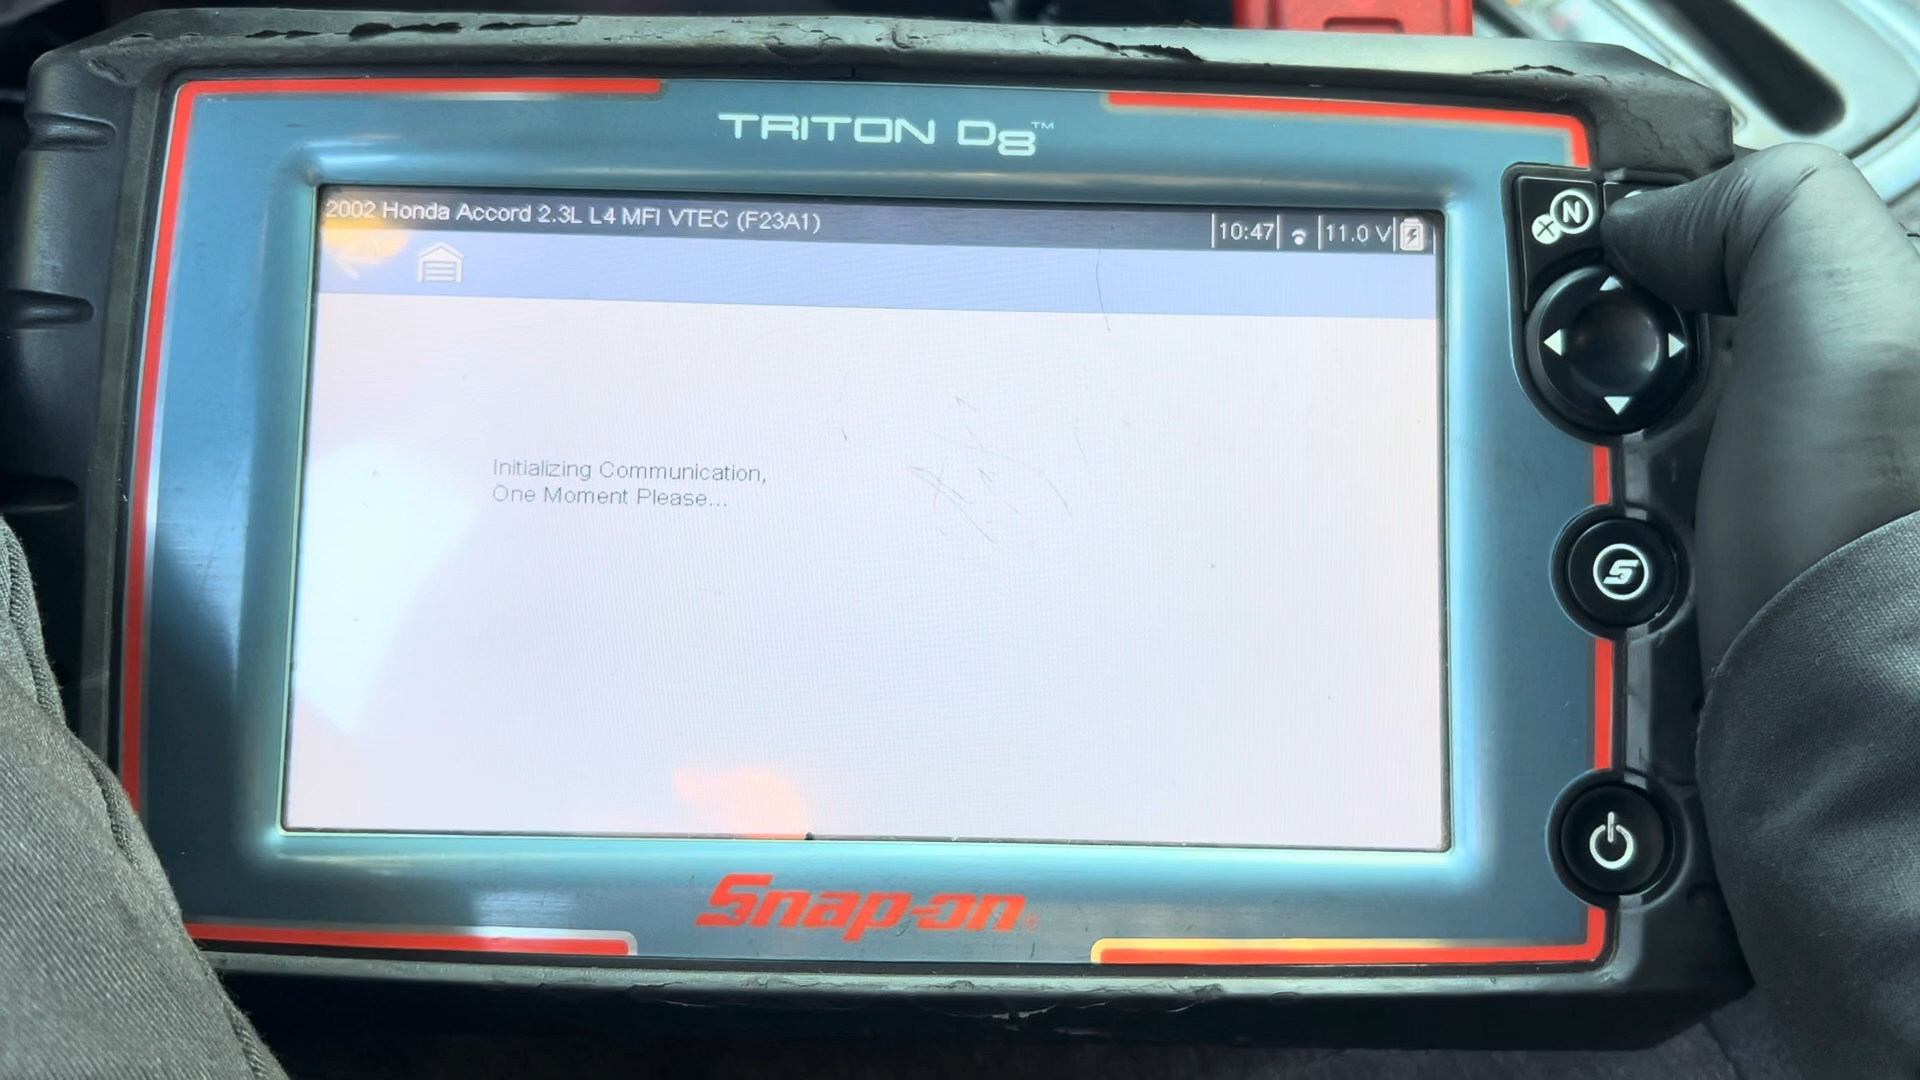 TRITON D8™
2002 Honda Accord 2.3L L4 MFI VTEC (F23A1)
10:47
11.0 V
N
X
Initializing Communication,
One Moment Please...
S
Snap-on